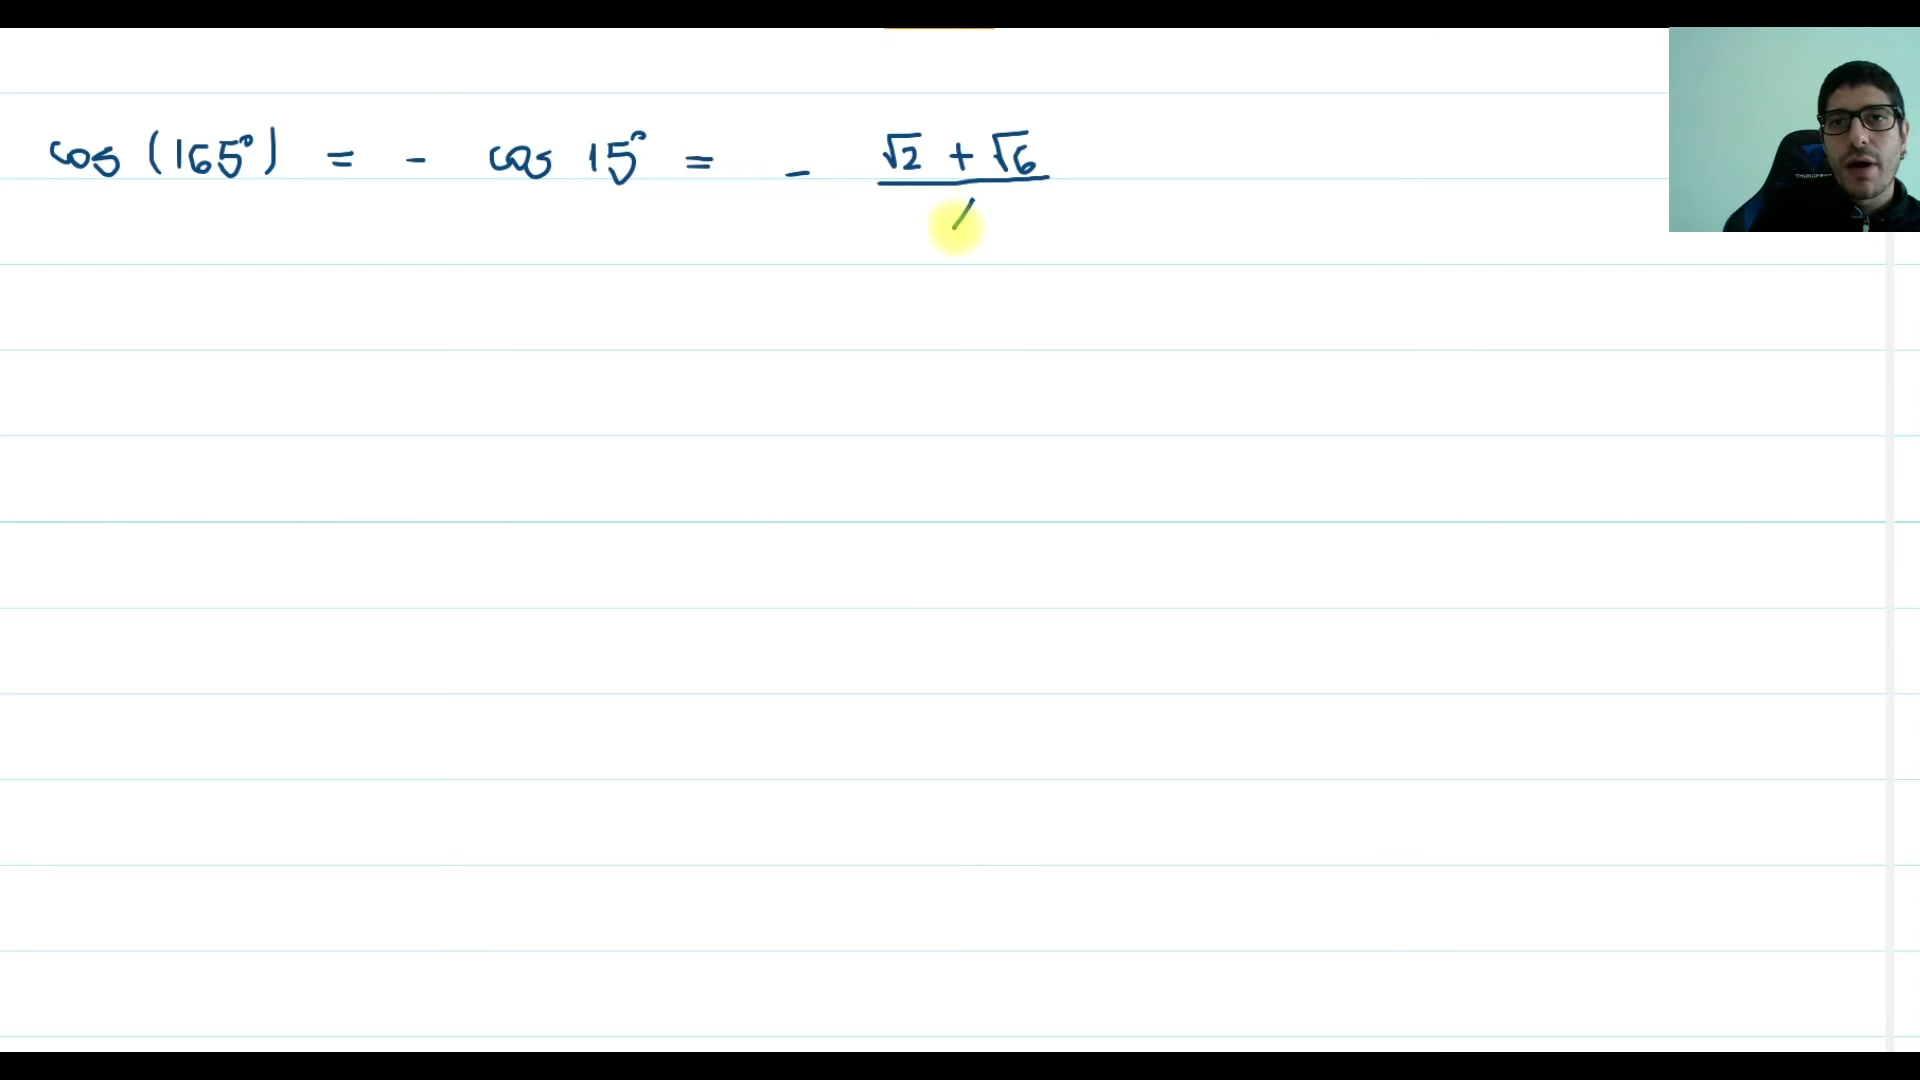 cos (165°) = - cos 15° = - (√2 + √6) /